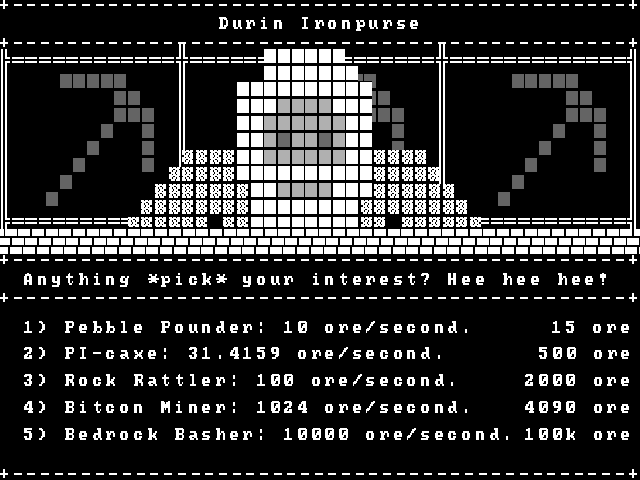 Durin Ironpurse
Anything *pick* your interest? Hee hee hee!
1) Pebble Pounder: 10 ore/second. 15 ore
2) PI-caxe: 31.4159 ore/second. 500 ore
3) Rock Rattler: 100 ore/second. 2000 ore
4) Bitcon Miner: 1024 ore/second. 4090 ore
5) Bedrock Basher: 10000 ore/second. 100k ore